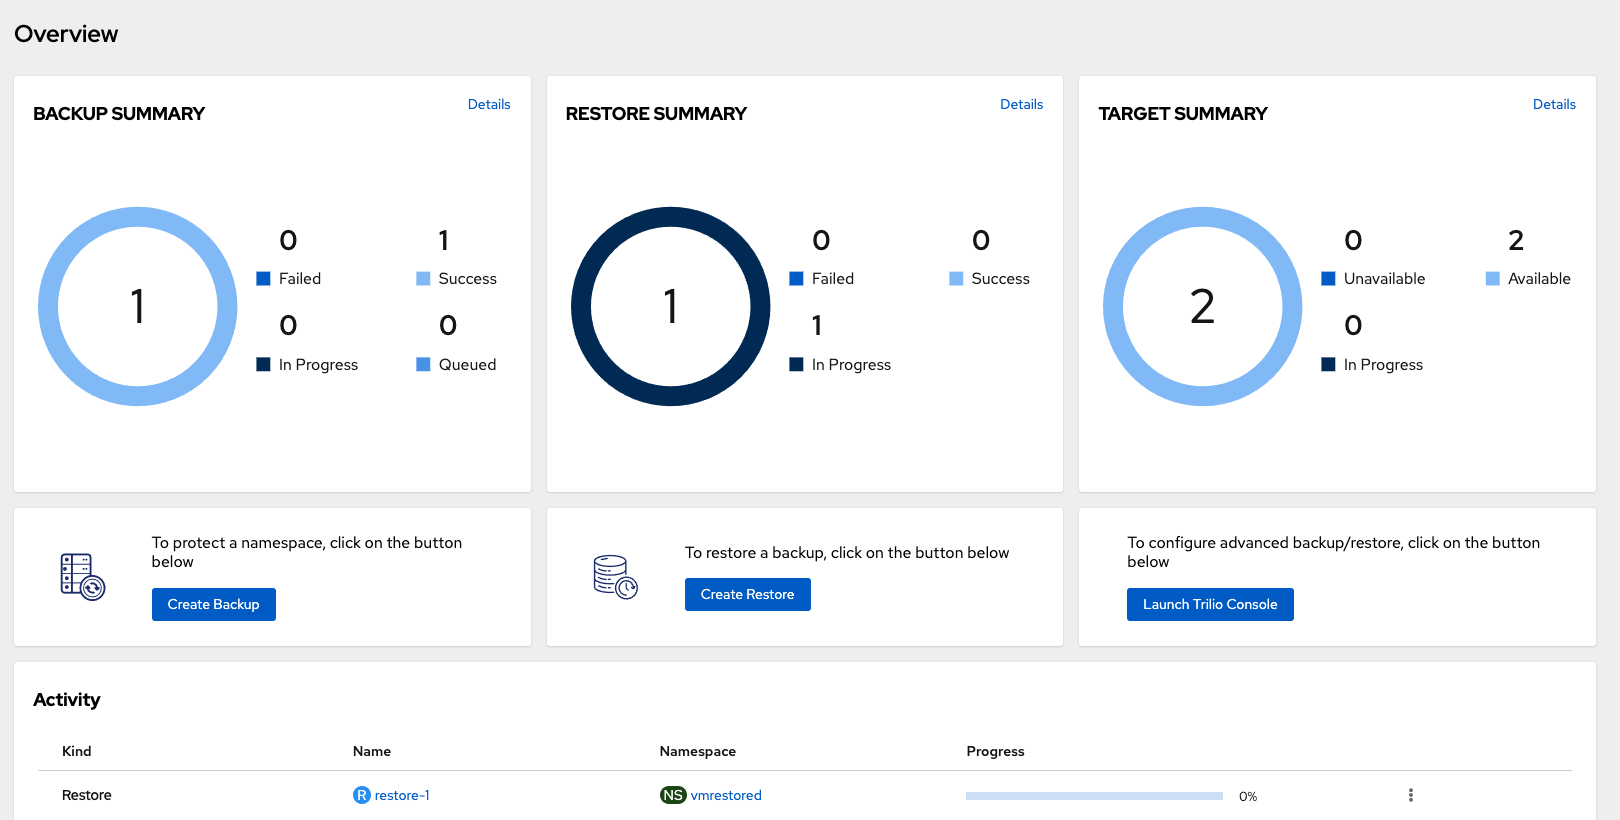 Overview
BACKUP SUMMARY
Details
1
0
Failed
1
Success
0
In Progress
0
Queued
RESTORE SUMMARY
Details
1
0
Failed
0
Success
1
In Progress
TARGET SUMMARY
Details
2
0
Unavailable
2
Available
0
In Progress
To protect a namespace, click on the button
below
Create Backup
To restore a backup, click on the button below
Create Restore
To configure advanced backup/restore, click on the button
below
Launch Trilio Console
Activity
Kind Name Namespace Progress
Restore R restore-1 NS vmrestored 0%